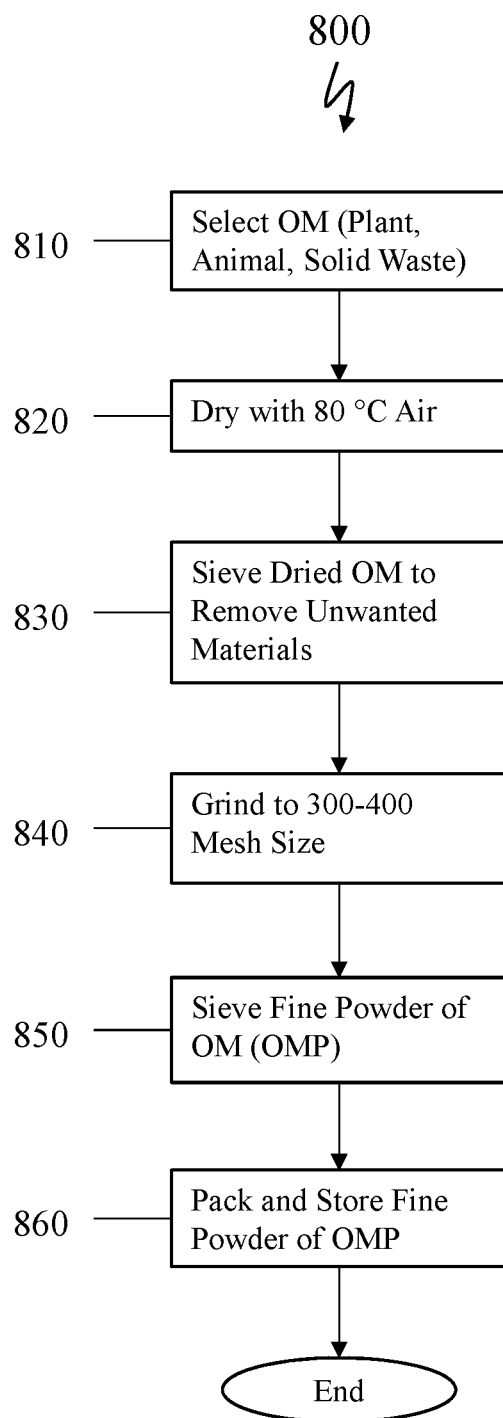 800
810
Select OM (Plant,
Animal, Solid Waste)
820
Dry with 80 °C Air
830
Sieve Dried OM to
Remove Unwanted
Materials
840
Grind to 300-400
Mesh Size
850
Sieve Fine Powder of
OM (OMP)
860
Pack and Store Fine
Powder of OMP
End